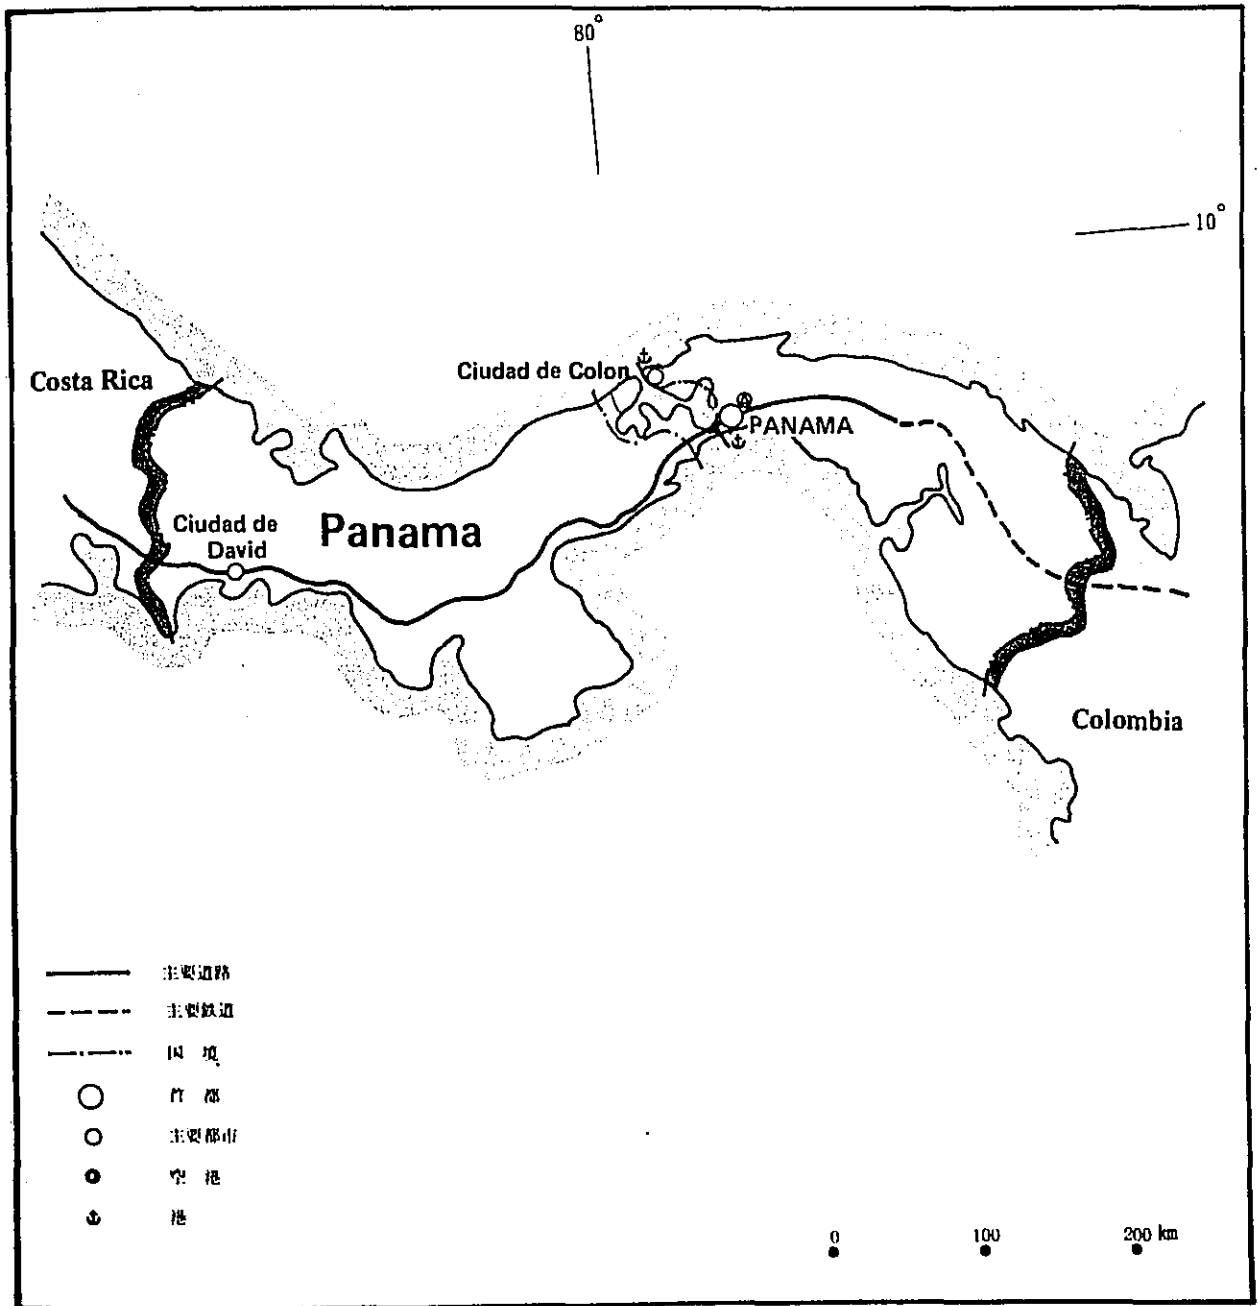 80°
10°
Costa Rica
Ciudad de Colon
PANAMA
Ciudad de
David
Panama
Colombia
主要道路
主要鉄道
国 境
首 都
主要都市
空 港
港
0 100 200 km